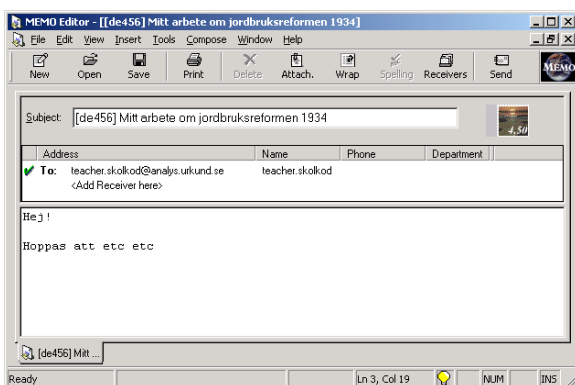 MEMO Editor - [[de456] Mitt arbete om jordbruksreformen 1934]
File Edit View Insert Tools Compose Window Help
New Open Save Print Delete Attach. Wrap Spelling Receivers Send MEMO
Subject: [de456] Mitt arbete om jordbruksreformen 1934
4,50
Address Name Phone Department
To: teacher.skolkod@analys.urkund.se teacher.skolkod
<Add Receiver here>
Hej!
Hoppas att etc etc
[de456] Mitt ...
Ready Ln 3, Col 19 NUM INS